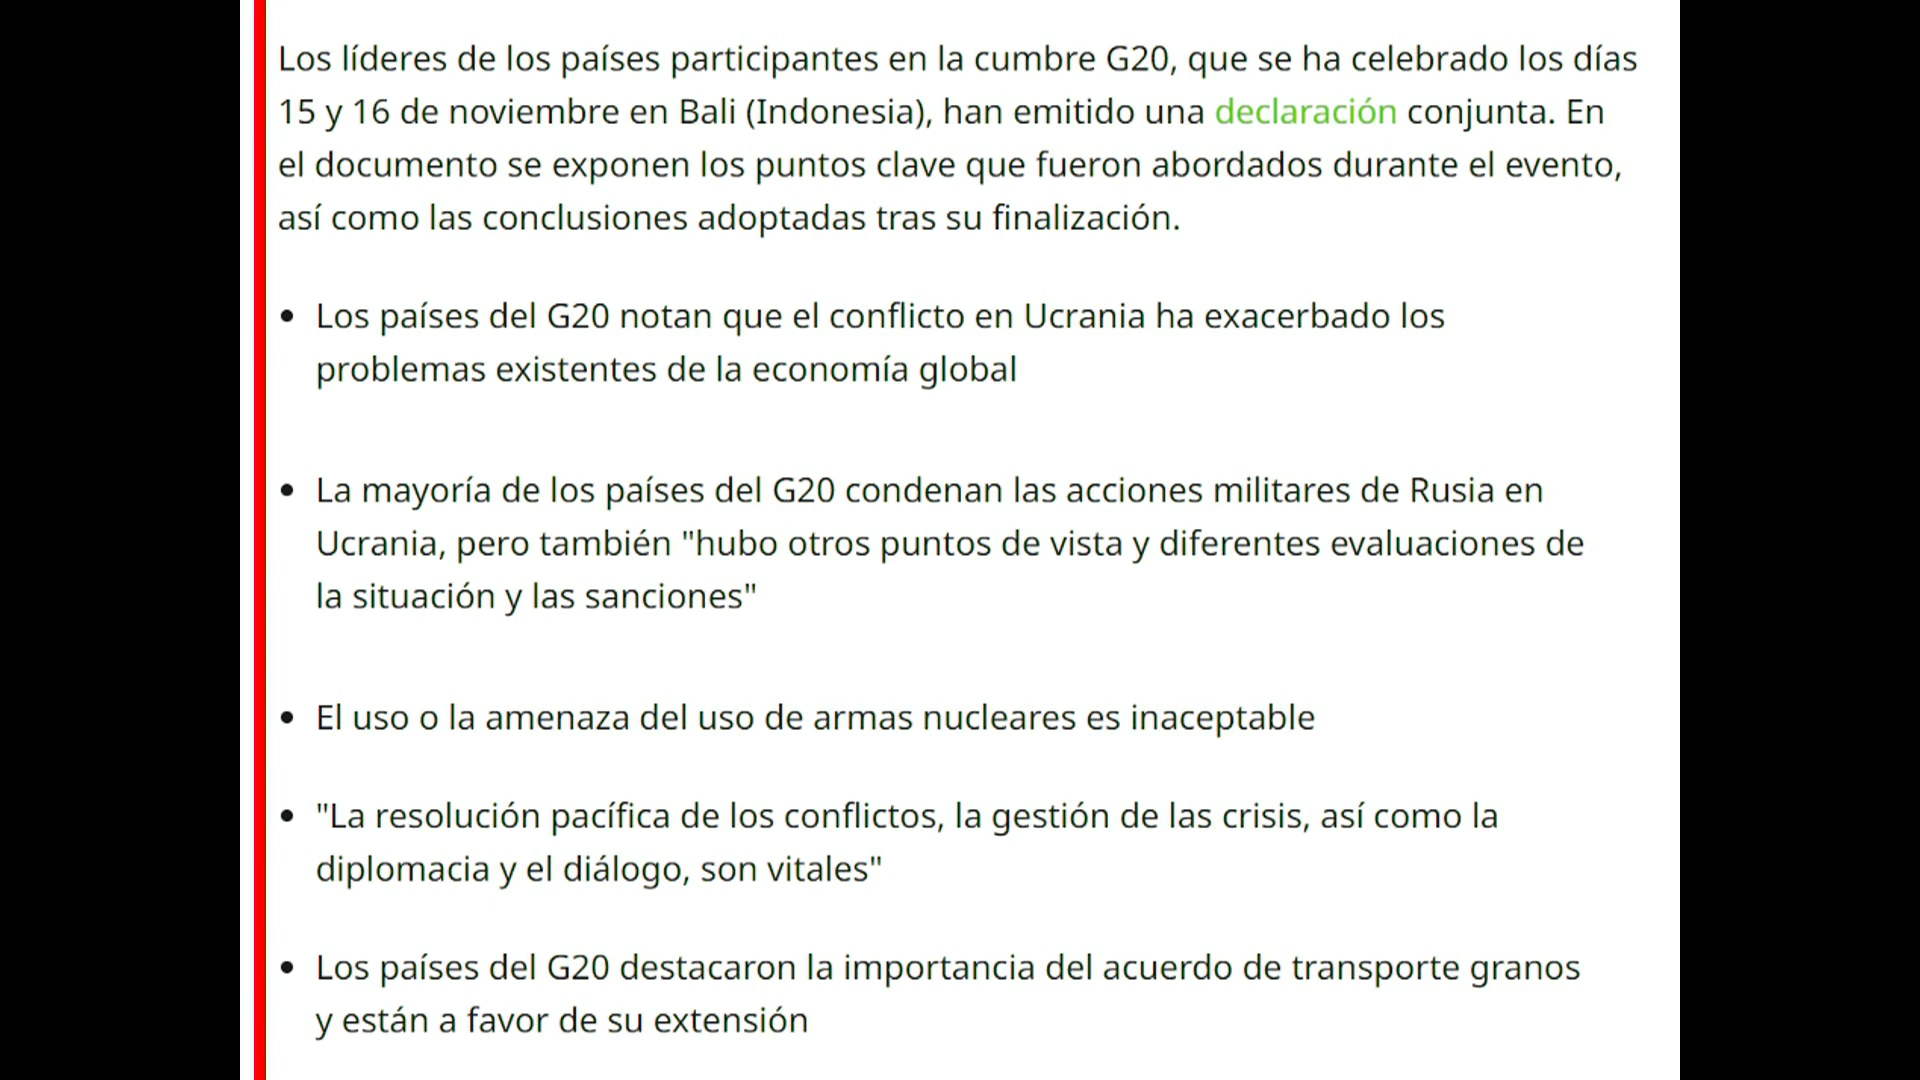 Los líderes de los países participantes en la cumbre G20, que se ha celebrado los días
15 y 16 de noviembre en Bali (Indonesia), han emitido una declaración conjunta. En
el documento se exponen los puntos clave que fueron abordados durante el evento,
así como las conclusiones adoptadas tras su finalización.
• Los países del G20 notan que el conflicto en Ucrania ha exacerbado los
problemas existentes de la economía global
• La mayoría de los países del G20 condenan las acciones militares de Rusia en
Ucrania, pero también "hubo otros puntos de vista y diferentes evaluaciones de
la situación y las sanciones"
• El uso o la amenaza del uso de armas nucleares es inaceptable
• "La resolución pacífica de los conflictos, la gestión de las crisis, así como la
diplomacia y el diálogo, son vitales"
• Los países del G20 destacaron la importancia del acuerdo de transporte granos
y están a favor de su extensión